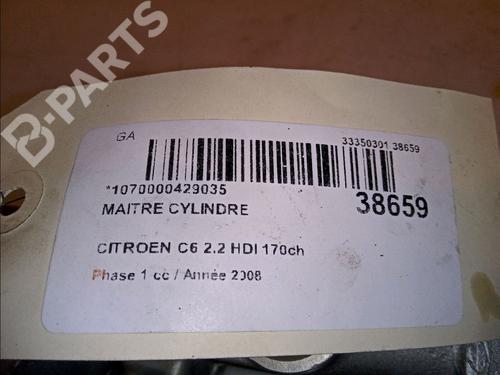 B-PARTS
GA
33350301 38659
*1070000429035
MAITRE CYLINDRE
38659
CITROEN C6 2.2 HDI 170ch
Phase 1 cc / Année 2008